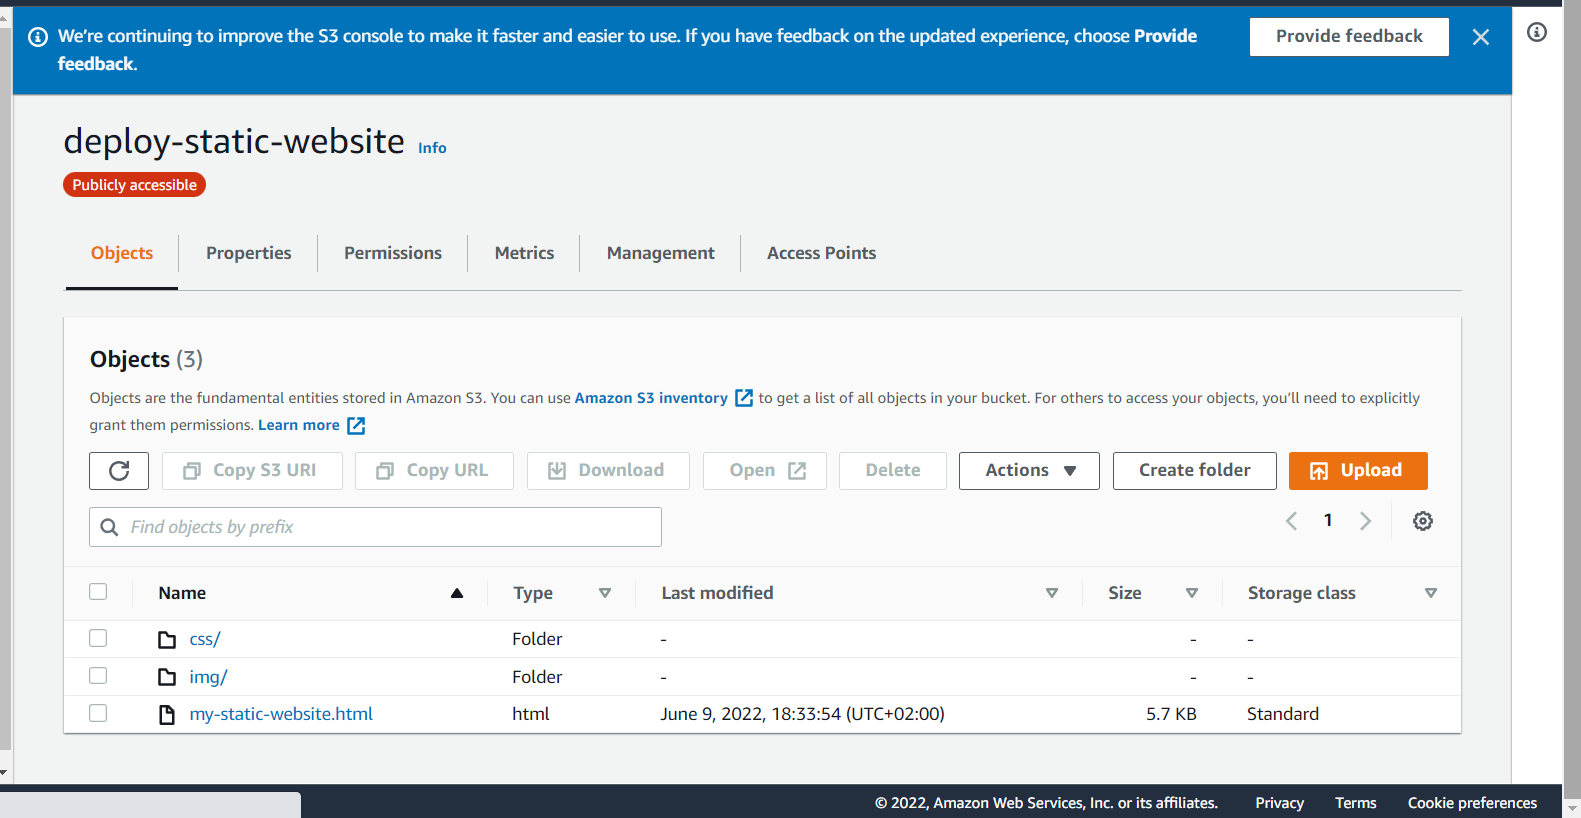 We're continuing to improve the S3 console to make it faster and easier to use. If you have feedback on the updated experience, choose Provide
feedback.
Provide feedback
deploy-static-website Info
Publicly accessible
Objects Properties Permissions Metrics Management Access Points
Objects (3)
Objects are the fundamental entities stored in Amazon S3. You can use Amazon S3 inventory to get a list of all objects in your bucket. For others to access your objects, you'll need to explicitly
grant them permissions. Learn more
Copy S3 URI Copy URL Download Open Delete Actions Create folder Upload
Find objects by prefix
1
Name Type Last modified Size Storage class
css/ Folder - - -
img/ Folder - - -
my-static-website.html html June 9, 2022, 18:33:54 (UTC+02:00) 5.7 KB Standard
© 2022, Amazon Web Services, Inc. or its affiliates. Privacy Terms Cookie preferences